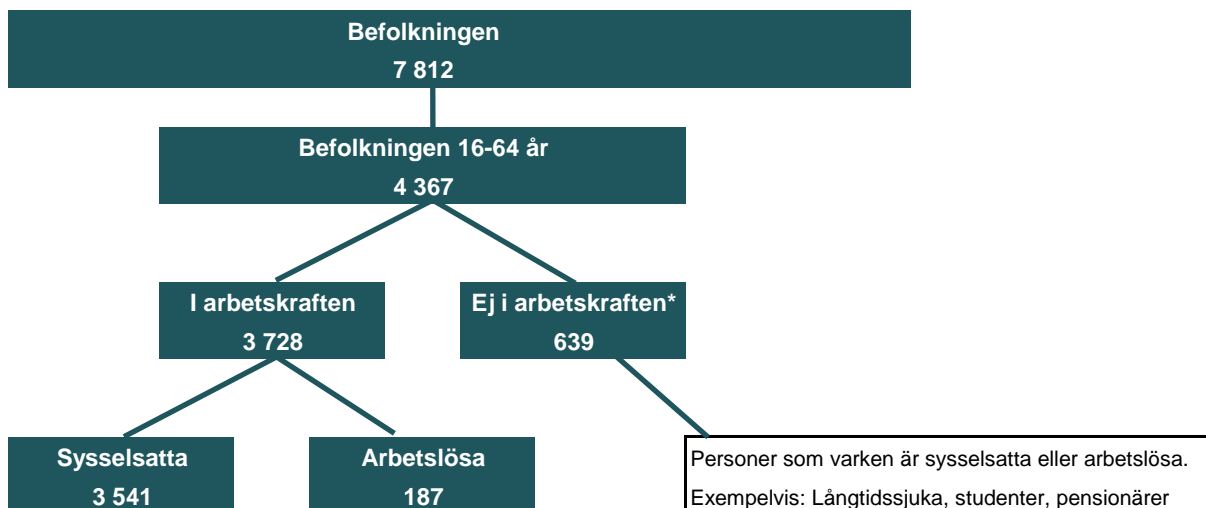 Befolkningen
7 812
Befolkningen 16-64 år
4 367
I arbetskraften
3 728
Ej i arbetskraften*
639
Sysselsatta
3 541
Arbetslösa
187
Personer som varken är sysselsatta eller arbetslösa.
Exempelvis: Långtidssjuka, studenter, pensionärer